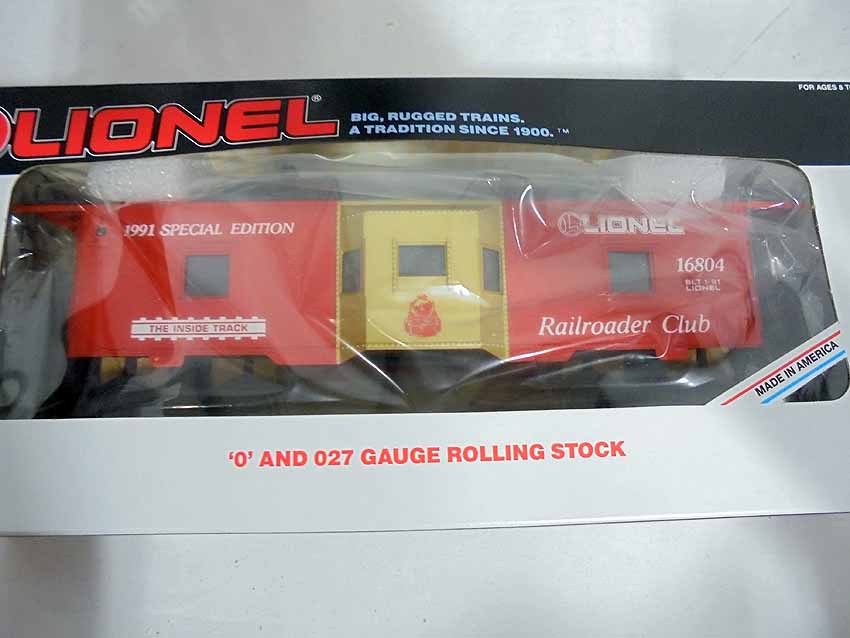 LIONEL®
BIG, RUGGED TRAINS.
A TRADITION SINCE 1900.™
FOR AGES 8 T
1991 SPECIAL EDITION
THE INSIDE TRACK
LIONEL
16804
BLT 1-91
LIONEL
Railroader Club
MADE IN AMERICA
'O' AND 027 GAUGE ROLLING STOCK